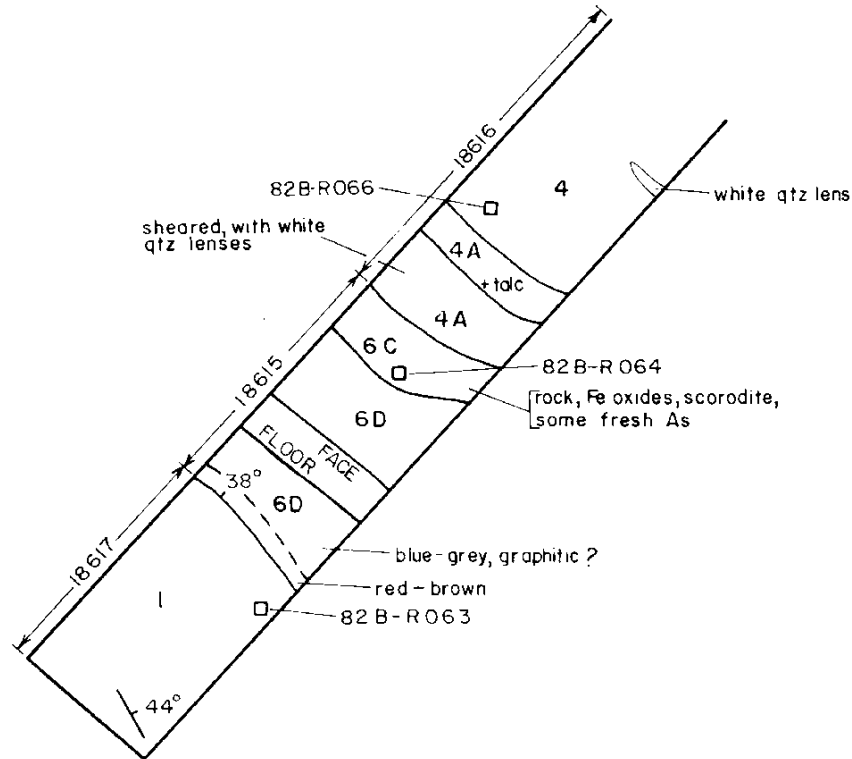 18616
82B-R066
4
white qtz lens
sheared, with white
qtz lenses
4A
+ talc
4A
6C
82B-R064
18615
rock, Fe oxides, scorodite,
some fresh As
6D
FLOOR
FACE
38°
6D
18617
blue-grey, graphitic ?
red-brown
1
82B-R063
44°